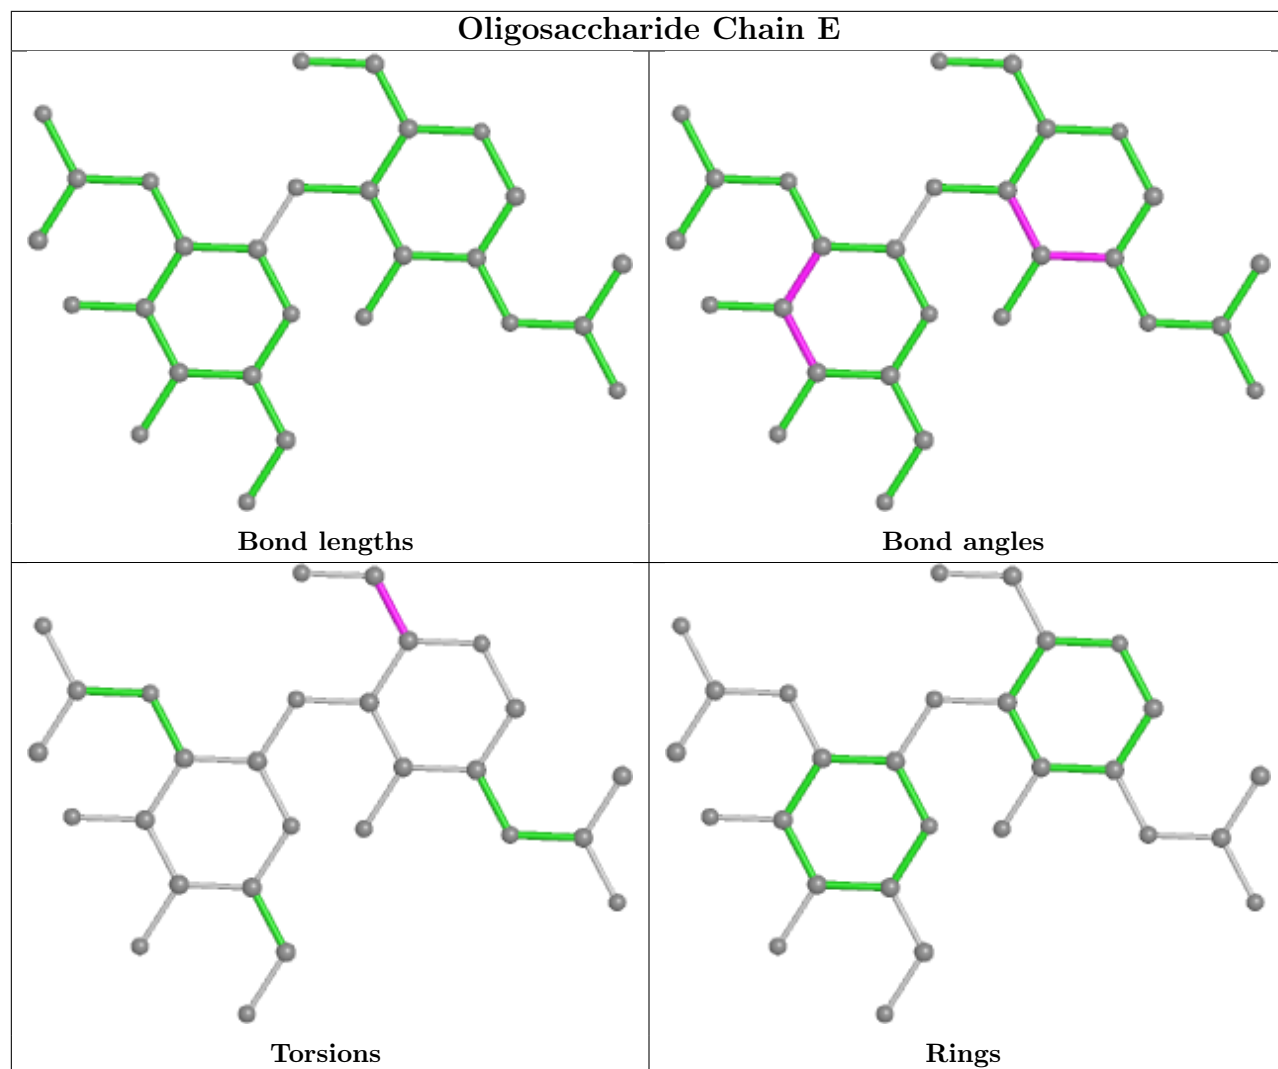 Oligosaccharide Chain E
Bond lengths
Bond angles
Torsions
Rings